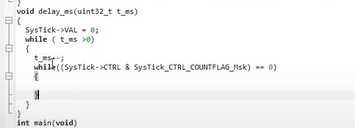 }
void delay_ms(uint32_t t_ms)
{
SysTick->VAL = 0;
while ( t_ms >0)
{
t_ms--;
while((SysTick->CTRL & SysTick_CTRL_COUNTFLAG_Msk) == 0)
{
}
}
}
int main(void)